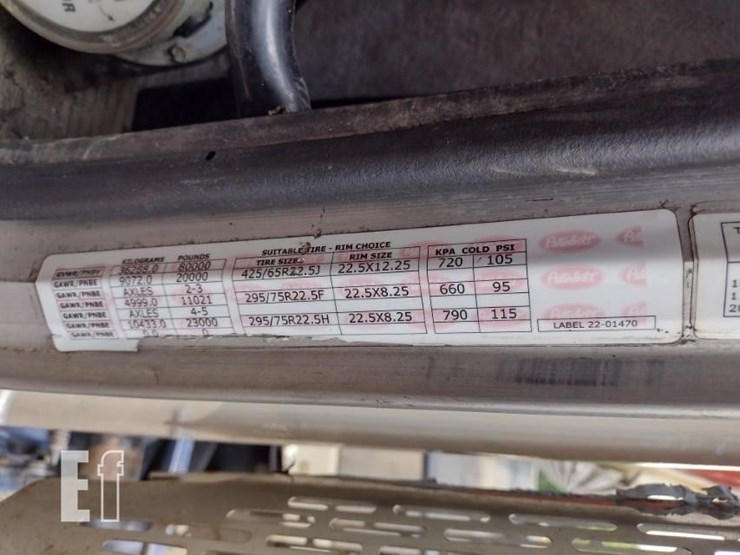 KILOGRAMS POUNDS SUITABLE TIRE - RIM CHOICE KPA COLD PSI
TIRE SIZE RIM SIZE
GVWR/PNBV 36288.0 80000
GAWR/PNBE 9072.0 20000 425/65R22.5J 22.5X12.25 720 105
GAWR/PNBE AXLES 2-3
GAWR/PNBE 4999.0 11021 295/75R22.5F 22.5X8.25 660 95
GAWR/PNBE AXLES 4-5
GAWR/PNBE 10433.0 23000 295/75R22.5H 22.5X8.25 790 115
0
Peterbilt
LABEL 22-01470
Ef